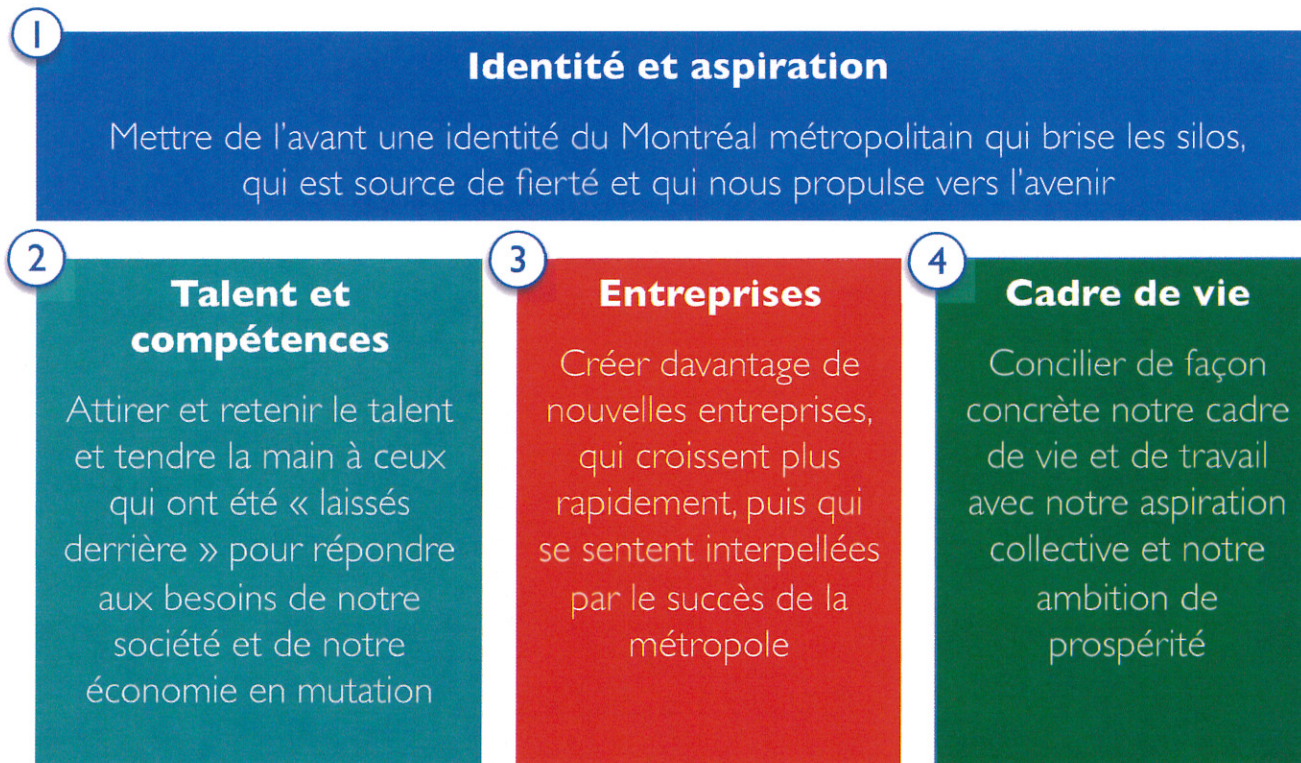 1
Identité et aspiration
Mettre de l'avant une identité du Montréal métropolitain qui brise les silos,
qui est source de fierté et qui nous propulse vers l'avenir
2
Talent et
compétences
Attirer et retenir le talent
et tendre la main à ceux
qui ont été « laissés
derrière » pour répondre
aux besoins de notre
société et de notre
économie en mutation
3
Entreprises
Créer davantage de
nouvelles entreprises,
qui croissent plus
rapidement, puis qui
se sentent interpellées
par le succès de la
métropole
4
Cadre de vie
Concilier de façon
concrète notre cadre
de vie et de travail
avec notre aspiration
collective et notre
ambition de
prospérité